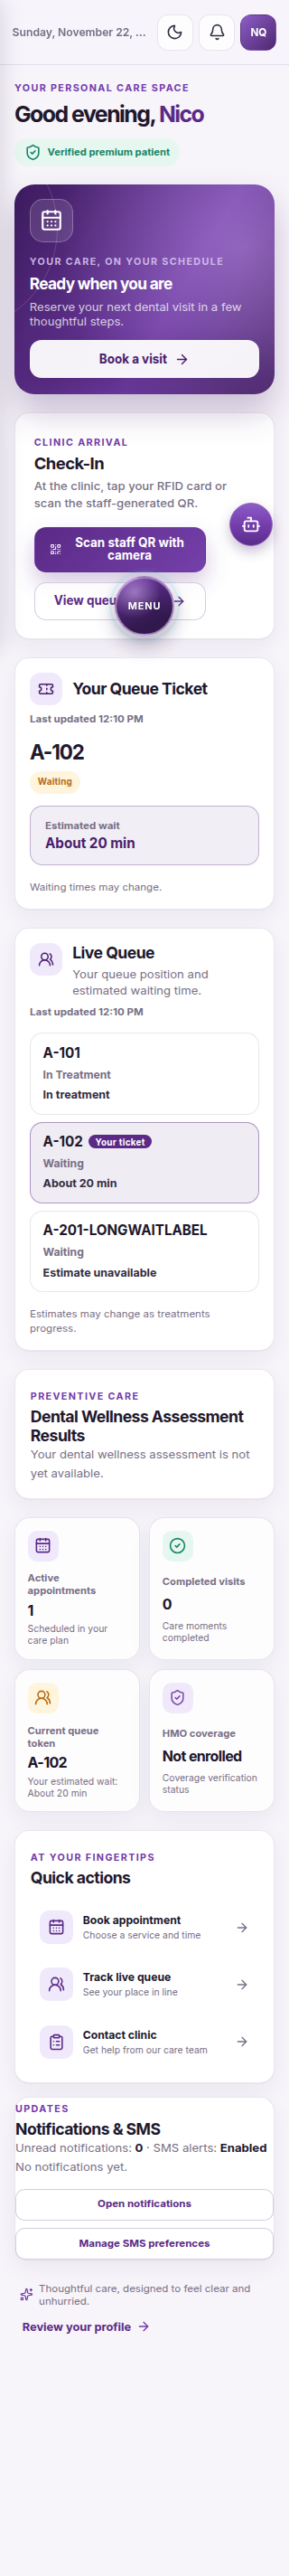 Sunday, November 22, ...
NQ
YOUR PERSONAL CARE SPACE
Good evening, Nico
Verified premium patient
YOUR CARE, ON YOUR SCHEDULE
Ready when you are
Reserve your next dental visit in a few
thoughtful steps.
Book a visit
CLINIC ARRIVAL
Check-In
At the clinic, tap your RFID card or
scan the staff-generated QR.
Scan staff QR with
camera
View queu
MENU
Your Queue Ticket
Last updated 12:10 PM
A-102
Waiting
Estimated wait
About 20 min
Waiting times may change.
Live Queue
Your queue position and
estimated waiting time.
Last updated 12:10 PM
A-101
In Treatment
In treatment
A-102 Your ticket
Waiting
About 20 min
A-201-LONGWAITLABEL
Waiting
Estimate unavailable
Estimates may change as treatments
progress.
PREVENTIVE CARE
Dental Wellness Assessment
Results
Your dental wellness assessment is not
yet available.
Active
appointments
1
Scheduled in your
care plan
Completed visits
0
Care moments
completed
Current queue
token
A-102
Your estimated wait:
About 20 min
HMO coverage
Not enrolled
Coverage verification
status
AT YOUR FINGERTIPS
Quick actions
Book appointment
Choose a service and time
Track live queue
See your place in line
Contact clinic
Get help from our care team
UPDATES
Notifications & SMS
Unread notifications: 0 · SMS alerts: Enabled
No notifications yet.
Open notifications
Manage SMS preferences
Thoughtful care, designed to feel clear and
unhurried.
Review your profile